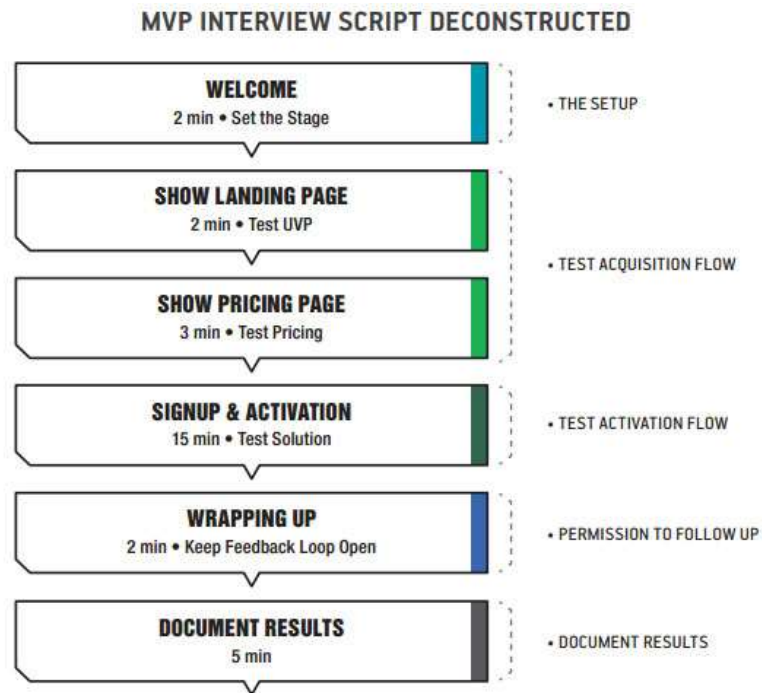 MVP INTERVIEW SCRIPT DECONSTRUCTED
WELCOME
2 min • Set the Stage
• THE SETUP
SHOW LANDING PAGE
2 min • Test UVP
• TEST ACQUISITION FLOW
SHOW PRICING PAGE
3 min • Test Pricing
SIGNUP & ACTIVATION
15 min • Test Solution
• TEST ACTIVATION FLOW
WRAPPING UP
2 min • Keep Feedback Loop Open
• PERMISSION TO FOLLOW UP
DOCUMENT RESULTS
5 min
• DOCUMENT RESULTS